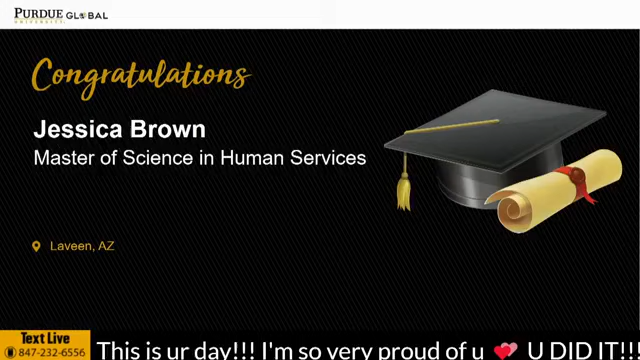 PURDUE GLOBAL
UNIVERSITY
Congratulations
Jessica Brown
Master of Science in Human Services
Laveen, AZ
Text Live
847-232-6556
This is ur day!!! I'm so very proud of u 💕 U DID IT!!!